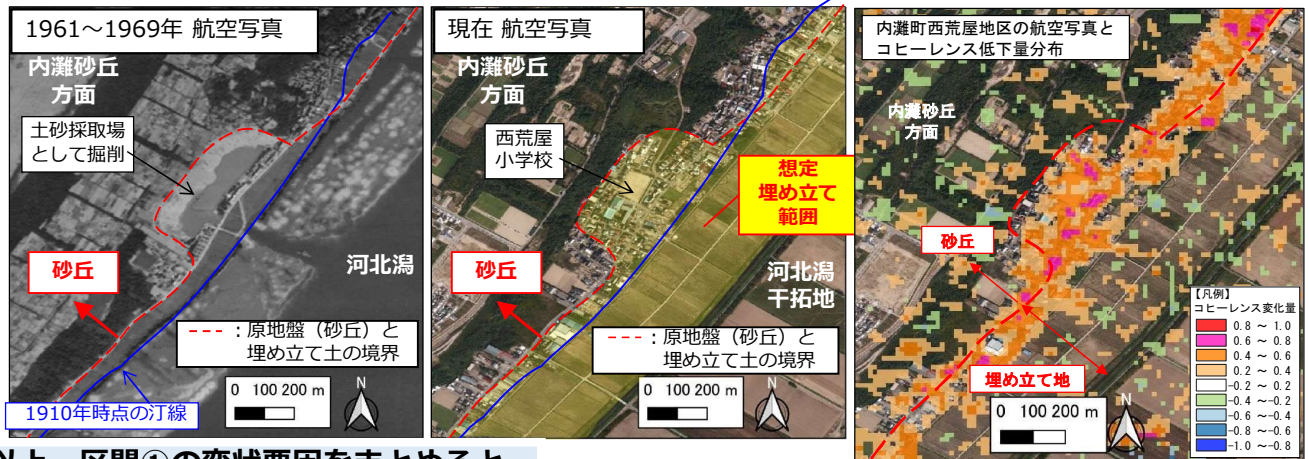 1961～1969年 航空写真
内灘砂丘
方面
土砂採取場
として掘削
砂丘
河北潟
：原地盤（砂丘）と
埋め立て土の境界
0 100 200 m
N
1910年時点の汀線
現在 航空写真
内灘砂丘
方面
西荒屋
小学校
想定
埋め立て
範囲
砂丘
河北潟
干拓地
：原地盤（砂丘）と
埋め立て土の境界
0 100 200 m
N
内灘町西荒屋地区の航空写真と
コヒーレンス低下量分布
内灘砂丘
方面
砂丘
埋め立て地
0 100 200 m
N
【凡例】
コヒーレンス変化量
0.8 ～ 1.0
0.6 ～ 0.8
0.4 ～ 0.6
0.2 ～ 0.4
-0.2 ～ 0.2
-0.4 ～-0.2
-0.6 ～-0.4
-0.8 ～-0.6
-1.0 ～-0.8
以上、区間①の変状要因をまとめると